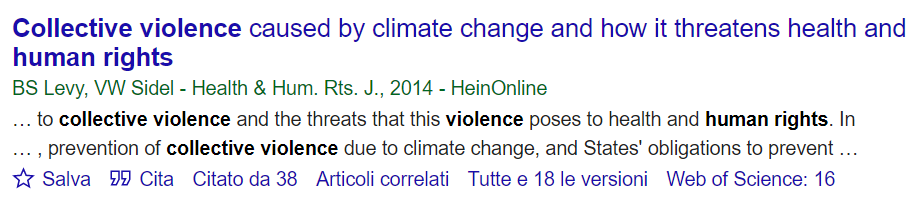 Collective violence caused by climate change and how it threatens health and
human rights
BS Levy, VW Sidel - Health & Hum. Rts. J., 2014 - HeinOnline
… to collective violence and the threats that this violence poses to health and human rights. In
… , prevention of collective violence due to climate change, and States' obligations to prevent …
Salva Cita Citato da 38 Articoli correlati Tutte e 18 le versioni Web of Science: 16